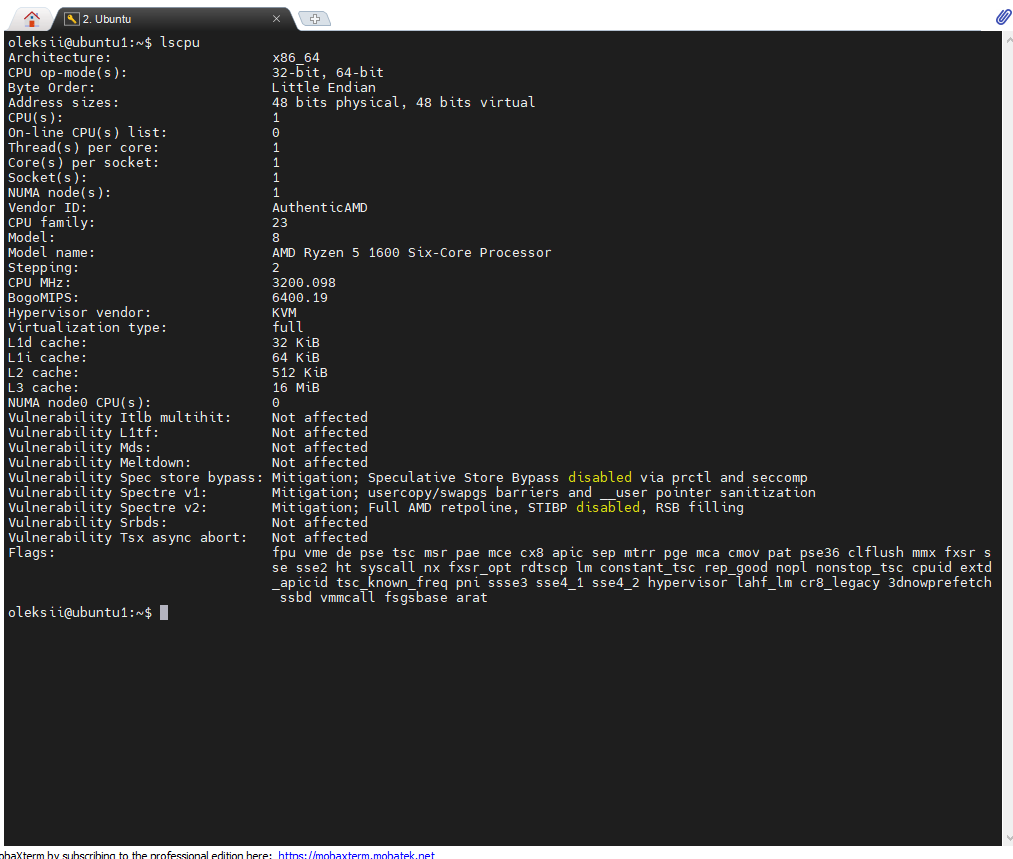 2. Ubuntu
oleksii@ubuntu1:~$ lscpu
Architecture: x86_64
CPU op-mode(s): 32-bit, 64-bit
Byte Order: Little Endian
Address sizes: 48 bits physical, 48 bits virtual
CPU(s): 1
On-line CPU(s) list: 0
Thread(s) per core: 1
Core(s) per socket: 1
Socket(s): 1
NUMA node(s): 1
Vendor ID: AuthenticAMD
CPU family: 23
Model: 8
Model name: AMD Ryzen 5 1600 Six-Core Processor
Stepping: 2
CPU MHz: 3200.098
BogoMIPS: 6400.19
Hypervisor vendor: KVM
Virtualization type: full
L1d cache: 32 KiB
L1i cache: 64 KiB
L2 cache: 512 KiB
L3 cache: 16 MiB
NUMA node0 CPU(s): 0
Vulnerability Itlb multihit: Not affected
Vulnerability L1tf: Not affected
Vulnerability Mds: Not affected
Vulnerability Meltdown: Not affected
Vulnerability Spec store bypass: Mitigation; Speculative Store Bypass disabled via prctl and seccomp
Vulnerability Spectre v1: Mitigation; usercopy/swapgs barriers and __user pointer sanitization
Vulnerability Spectre v2: Mitigation; Full AMD retpoline, STIBP disabled, RSB filling
Vulnerability Srbds: Not affected
Vulnerability Tsx async abort: Not affected
Flags: fpu vme de pse tsc msr pae mce cx8 apic sep mtrr pge mca cmov pat pse36 clflush mmx fxsr s
se sse2 ht syscall nx fxsr_opt rdtscp lm constant_tsc rep_good nopl nonstop_tsc cpuid extd
_apicid tsc_known_freq pni ssse3 sse4_1 sse4_2 hypervisor lahf_lm cr8_legacy 3dnowprefetch
ssbd vmmcall fsgsbase arat
oleksii@ubuntu1:~$
obaXterm by subscribing to the professional edition here: https://mobaxterm.mobatek.net